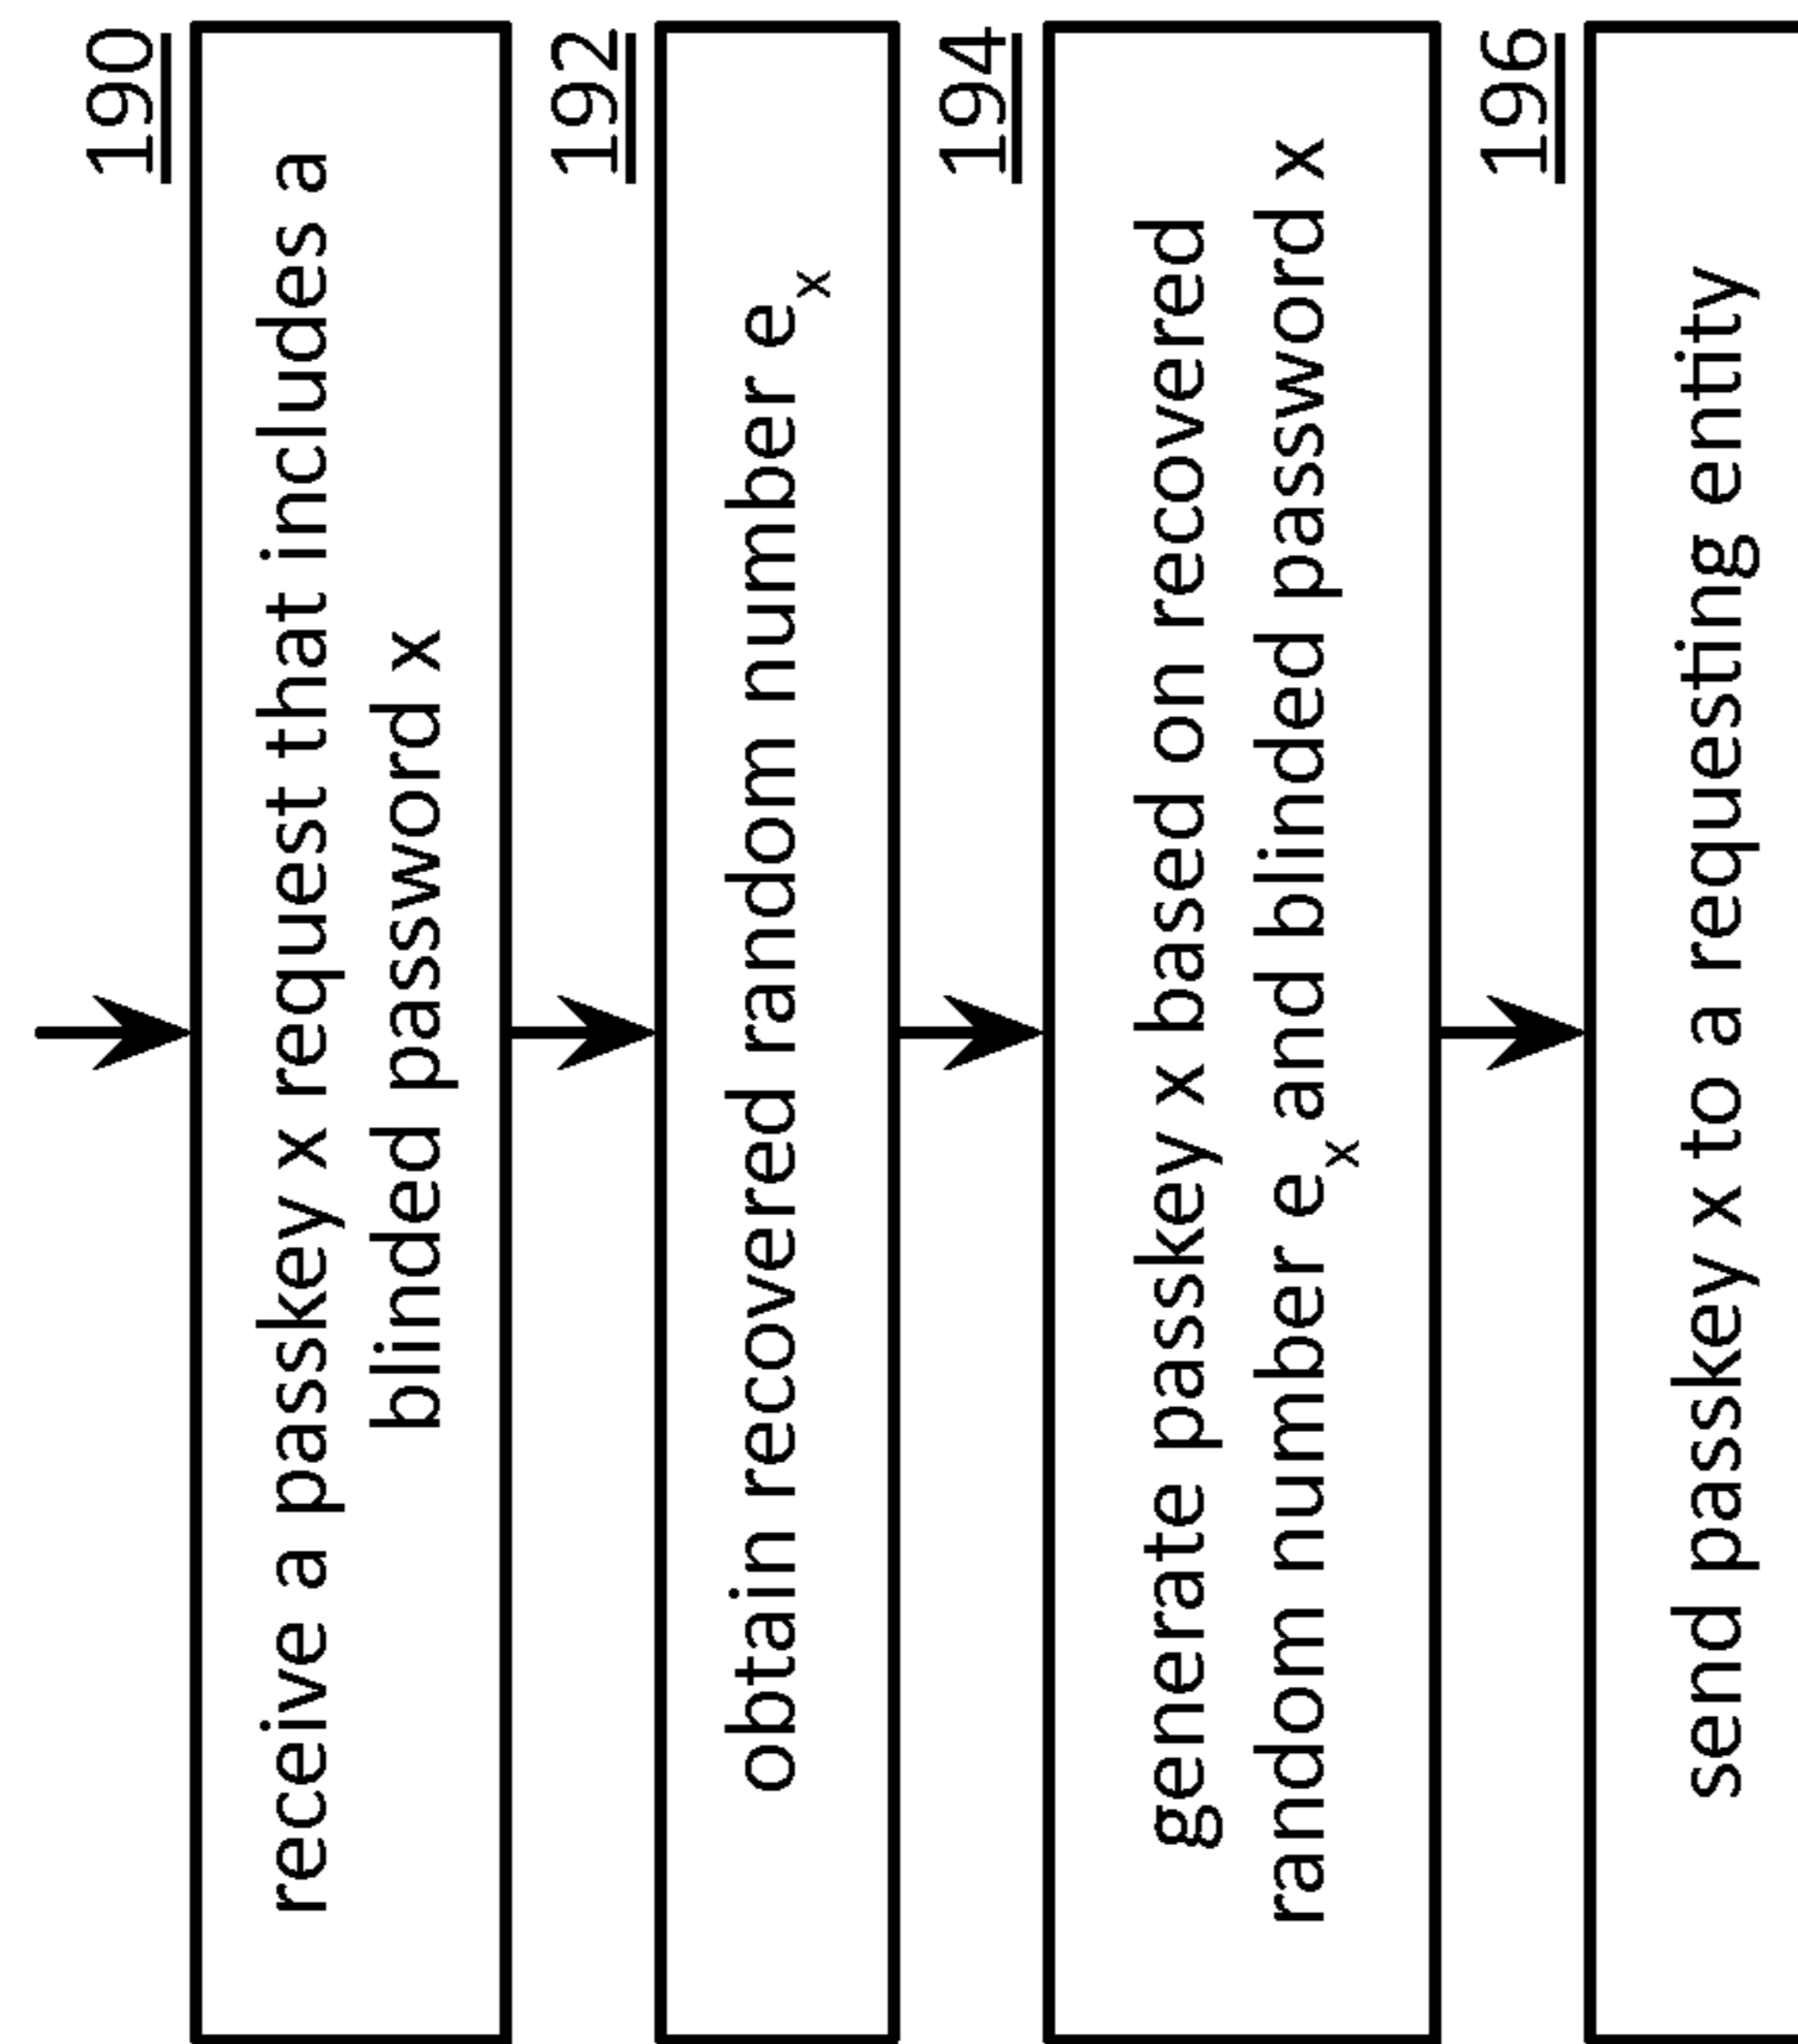 190
receive a passkey x request that includes a
blinded password x
192
obtain recovered random number eₓ
194
generate passkey x based on recovered
random number eₓ and blinded password x
196
send passkey x to a requesting entity